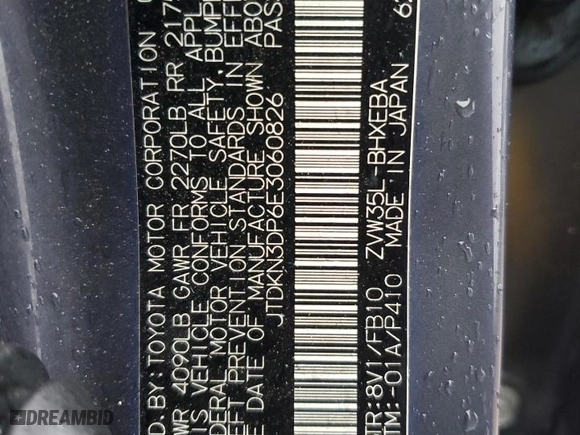 D. BY: TOYOTA MOTOR CORPORATION
WR 4090LB GAWR FR 2270LB RR 217
IS VEHICLE CONFORMS TO ALL APPL
DERAL MOTOR VEHICLE SAFETY, BUMP
EFT PREVENTION STANDARDS IN EFF
E DATE OF MANUFACTURE SHOWN ABO
JTDKN3DP6E3060826 PAS
TR:8V1/FB10 ZVW35L-BHXEBA
TM:-01A/P410 MADE IN JAPAN 62
DREAMBID